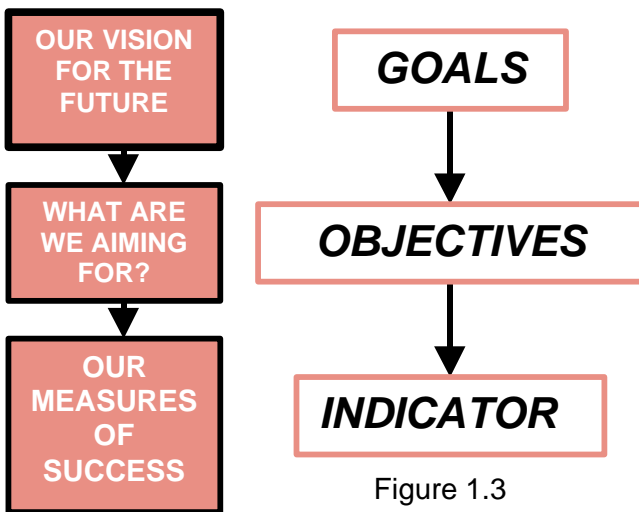 OUR VISION
FOR THE
FUTURE
GOALS
WHAT ARE
WE AIMING
FOR?
OBJECTIVES
OUR
MEASURES
OF
SUCCESS
INDICATOR
Figure 1.3